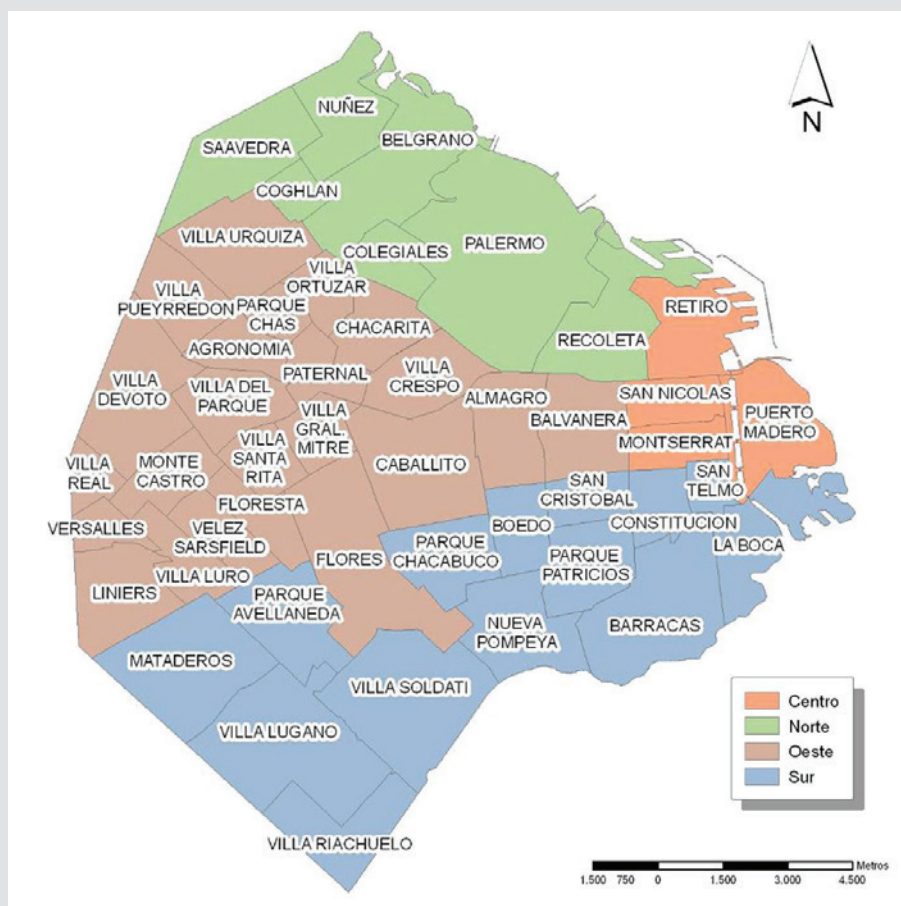 NUÑEZ
SAAVEDRA
BELGRANO
COGHLAN
VILLA URQUIZA
COLEGIALES
PALERMO
VILLA
ORTUZAR
VILLA
PUEYRREDON
PARQUE
CHAS
CHACARITA
RETIRO
RECOLETA
AGRONOMIA
PATERNAL
VILLA
CRESPO
VILLA
DEVOTO
VILLA DEL
PARQUE
ALMAGRO
SAN NICOLAS
BALVANERA
PUERTO
MADERO
VILLA
GRAL.
MITRE
MONTSERRAT
VILLA
SANTA
RITA
VILLA
REAL
MONTE
CASTRO
CABALLITO
SAN
TELMO
SAN
CRISTOBAL
FLORESTA
VERSALLES
VELEZ
SARSFIELD
BOEDO
CONSTITUCION
LA BOCA
FLORES
PARQUE
CHACABUCO
PARQUE
PATRICIOS
VILLA LURO
LINIERS
PARQUE
AVELLANEDA
NUEVA
POMPEYA
BARRACAS
MATADEROS
VILLA SOLDATI
VILLA LUGANO
VILLA RIACHUELO
N
Centro
Norte
Oeste
Sur
Metros
1.500 750 0 1.500 3.000 4.500